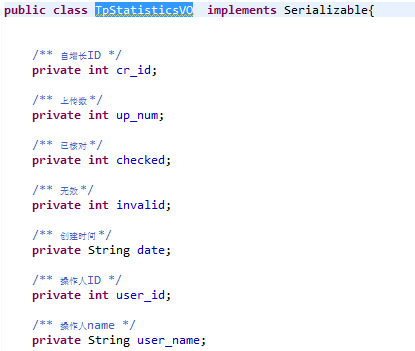 public class TpStatisticsVO implements Serializable{
/** 自增长ID */
private int cr_id;
/** 上传数 */
private int up_num;
/** 已核对 */
private int checked;
/** 无效 */
private int invalid;
/** 创建时间 */
private String date;
/** 操作人ID */
private int user_id;
/** 操作人name */
private String user_name;